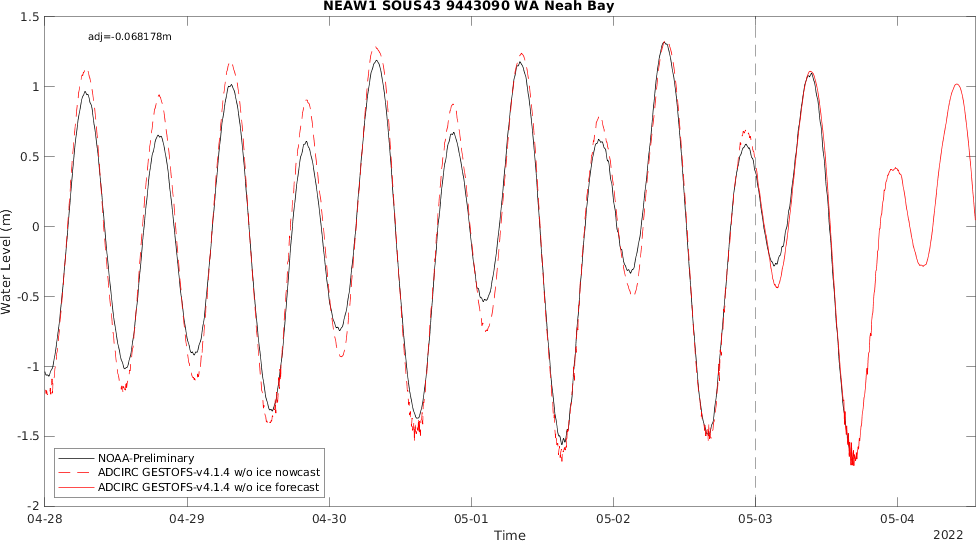 NEAW1 SOUS43 9443090 WA Neah Bay
adj=-0.068178m
1.5
1
0.5
0
-0.5
-1
-1.5
-2
Water Level (m)
NOAA-Preliminary
ADCIRC GESTOFS-v4.1.4 w/o ice nowcast
ADCIRC GESTOFS-v4.1.4 w/o ice forecast
04-28 04-29 04-30 05-01 05-02 05-03 05-04
Time
2022